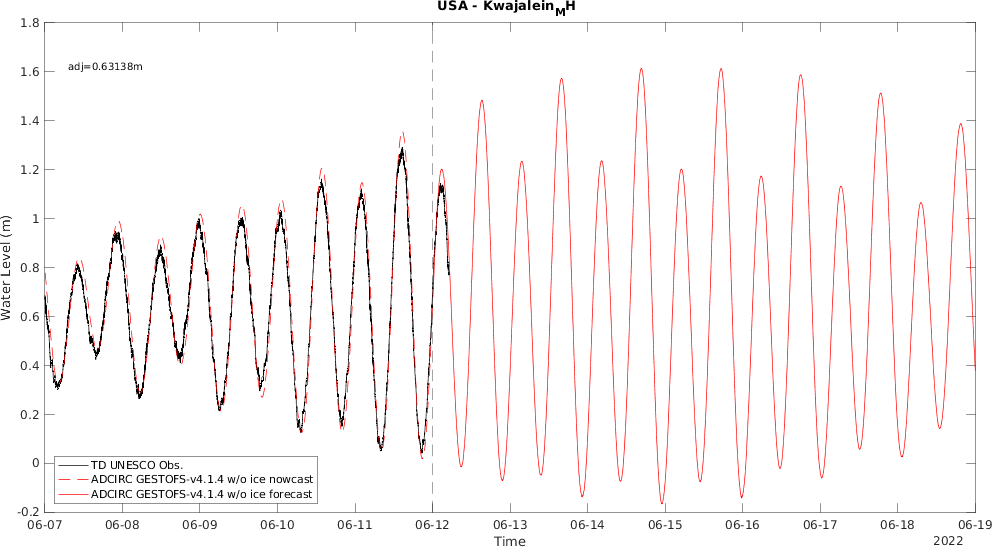 USA - Kwajalein_MH
1.8
1.6
1.4
1.2
1
0.8
0.6
0.4
0.2
0
-0.2
Water Level (m)
adj=0.63138m
TD UNESCO Obs.
ADCIRC GESTOFS-v4.1.4 w/o ice nowcast
ADCIRC GESTOFS-v4.1.4 w/o ice forecast
06-07 06-08 06-09 06-10 06-11 06-12 06-13 06-14 06-15 06-16 06-17 06-18 06-19
Time
2022